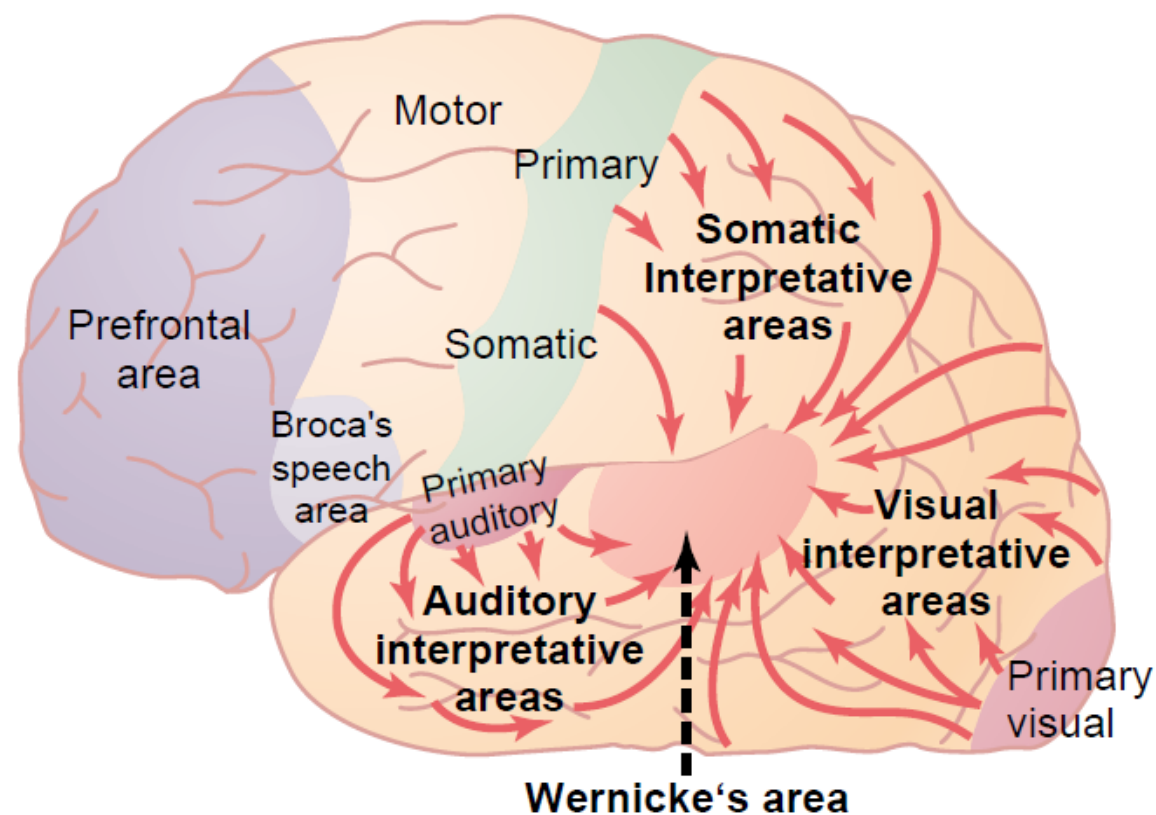 Motor
Primary
Somatic
Interpretative
areas
Prefrontal
area
Somatic
Broca's
speech
area
Primary
auditory
Visual
interpretative
areas
Auditory
interpretative
areas
Primary
visual
Wernicke‘s area